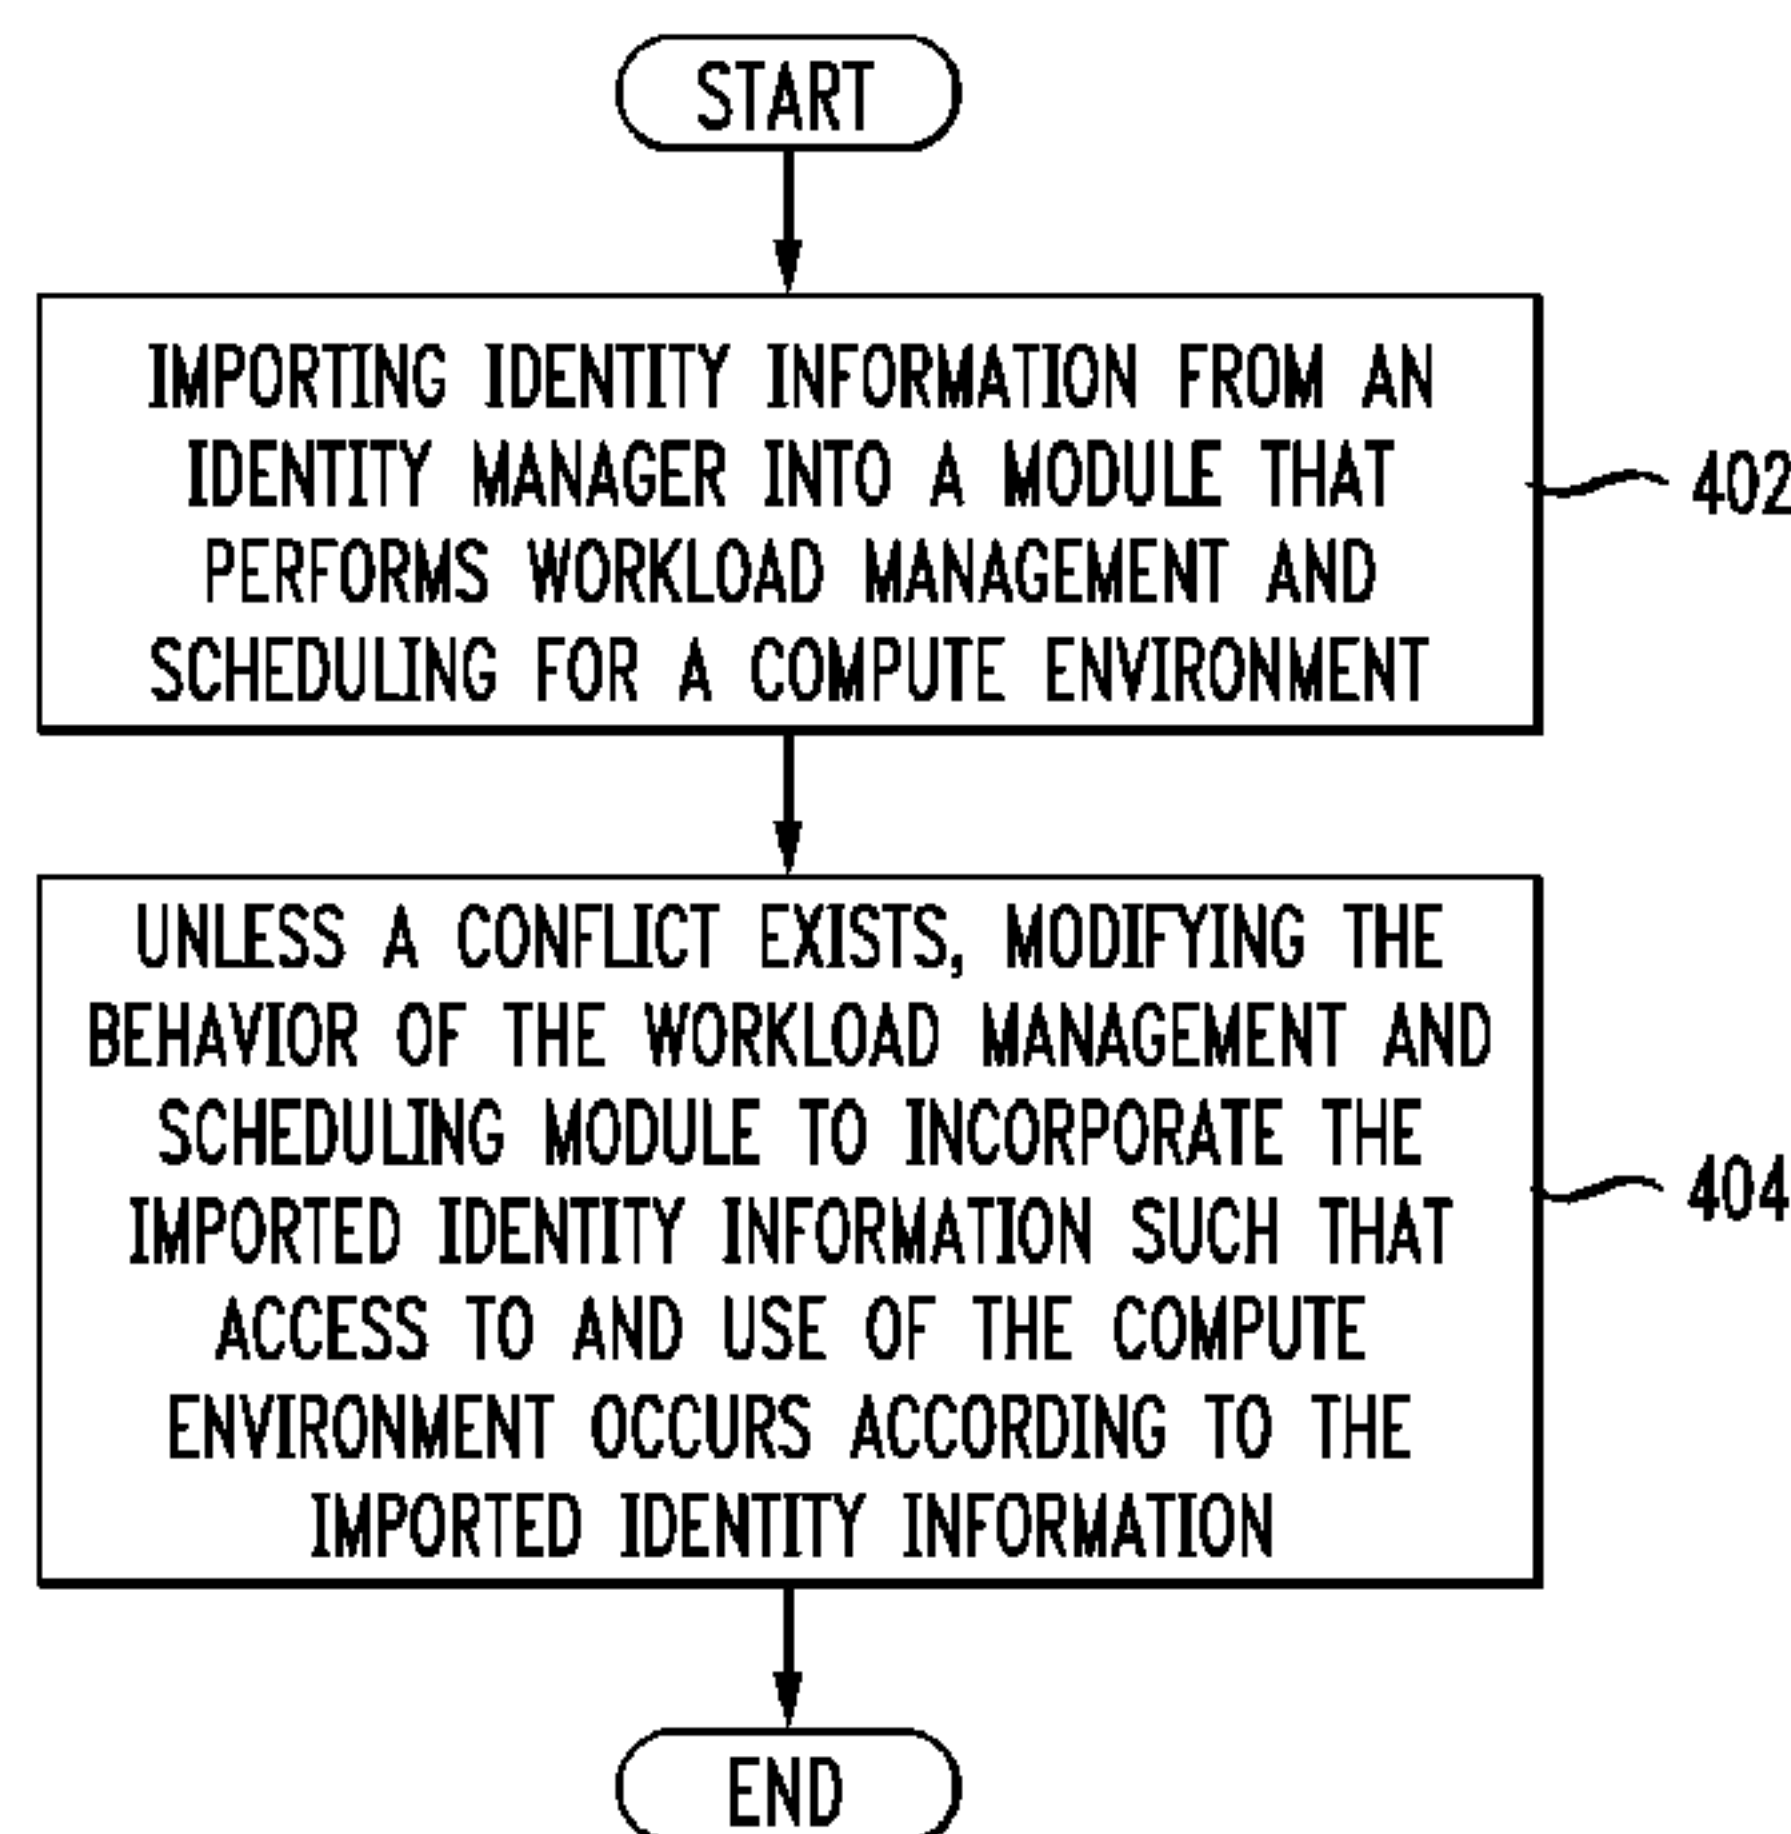 START
IMPORTING IDENTITY INFORMATION FROM AN
IDENTITY MANAGER INTO A MODULE THAT
PERFORMS WORKLOAD MANAGEMENT AND
SCHEDULING FOR A COMPUTE ENVIRONMENT
402
UNLESS A CONFLICT EXISTS, MODIFYING THE
BEHAVIOR OF THE WORKLOAD MANAGEMENT AND
SCHEDULING MODULE TO INCORPORATE THE
IMPORTED IDENTITY INFORMATION SUCH THAT
ACCESS TO AND USE OF THE COMPUTE
ENVIRONMENT OCCURS ACCORDING TO THE
IMPORTED IDENTITY INFORMATION
404
END